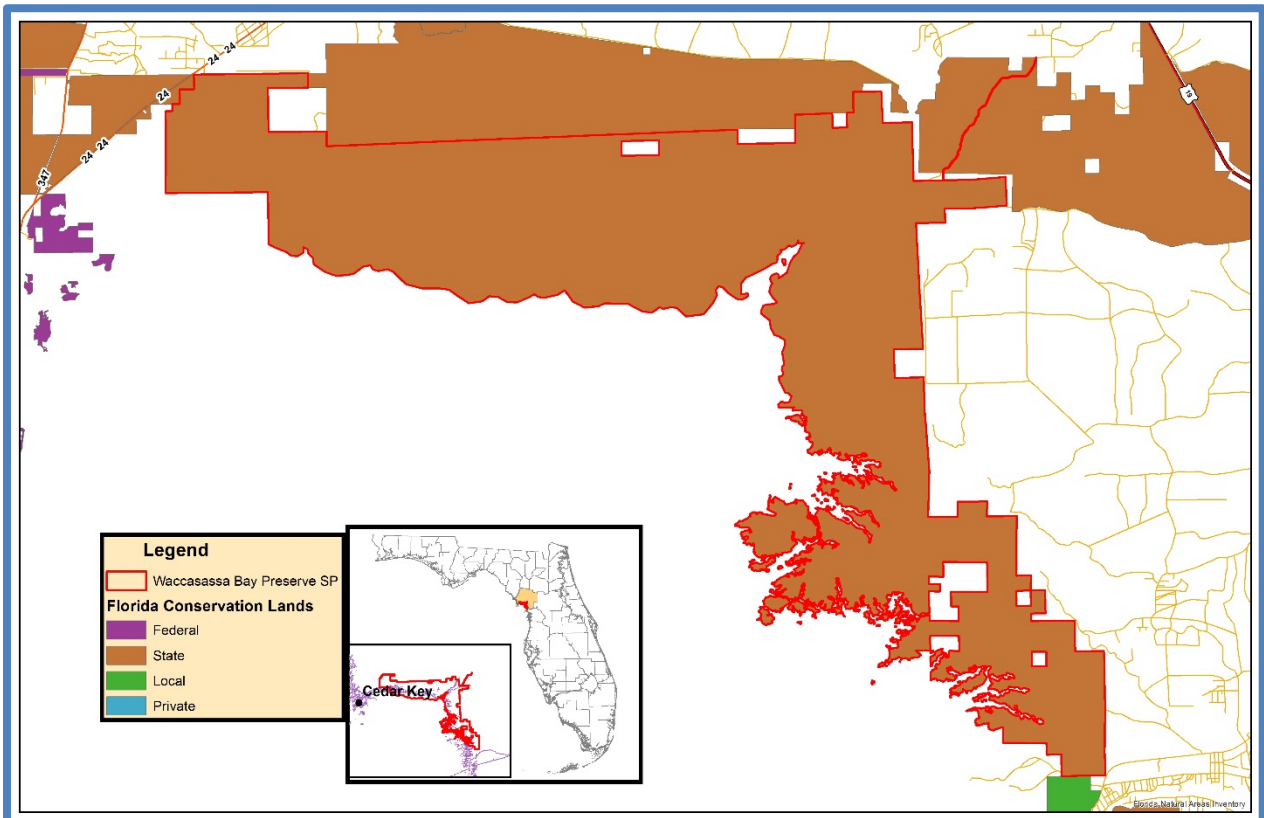 24
24
24
24
24
347
19
Legend
Waccasassa Bay Preserve SP
Florida Conservation Lands
Federal
State
Local
Private
Cedar Key
Florida Natural Areas Inventory